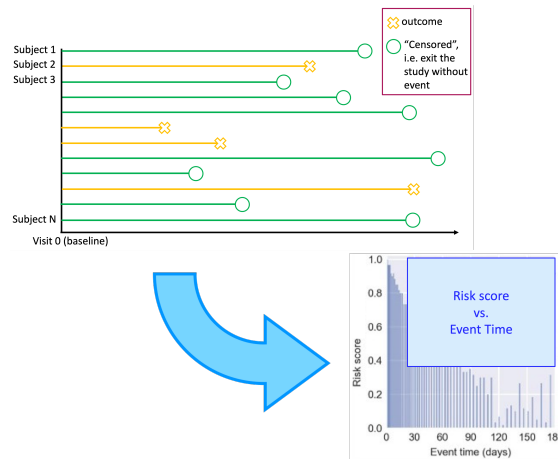 outcome
"Censored",
i.e. exit the
study without
event
Subject 1
Subject 2
Subject 3
Subject N
Visit 0 (baseline)
Risk score
vs.
Event Time
Risk score
1.0
0.8
0.6
0.4
0.2
0.0
0 30 60 90 120 150 18
Event time (days)